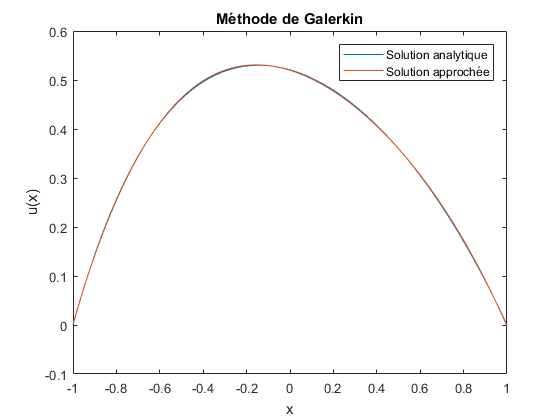 Méthode de Galerkin
Solution analytique
Solution approchée
0.6
0.5
0.4
0.3
0.2
0.1
0
-0.1
u(x)
-1 -0.8 -0.6 -0.4 -0.2 0 0.2 0.4 0.6 0.8 1
x